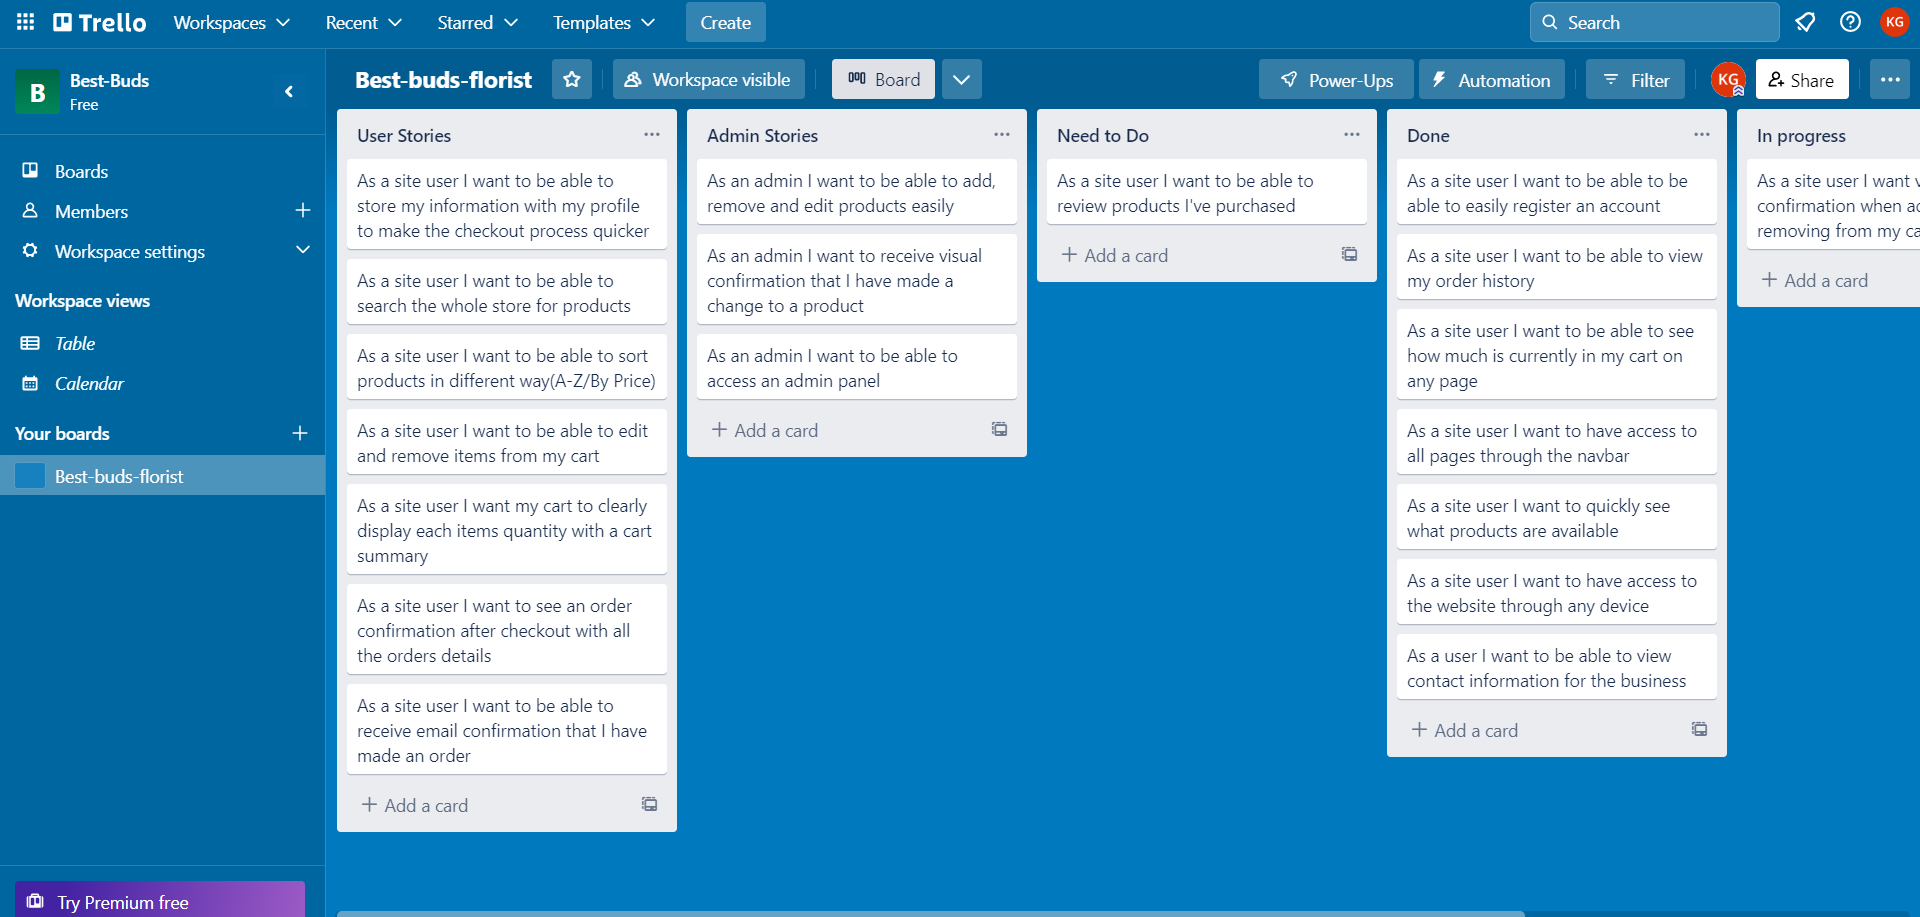 Trello
Workspaces
Recent
Starred
Templates
Create
Search
KG
B
Best-Buds
Free
Best-buds-florist
Workspace visible
Board
Power-Ups
Automation
Filter
KG
Share
Boards
Members
Workspace settings
Workspace views
Table
Calendar
Your boards
Best-buds-florist
Try Premium free
User Stories
As a site user I want to be able to
store my information with my profile
to make the checkout process quicker
As a site user I want to be able to
search the whole store for products
As a site user I want to be able to sort
products in different way(A-Z/By Price)
As a site user I want to be able to edit
and remove items from my cart
As a site user I want my cart to clearly
display each items quantity with a cart
summary
As a site user I want to see an order
confirmation after checkout with all
the orders details
As a site user I want to be able to
receive email confirmation that I have
made an order
Add a card
Admin Stories
As an admin I want to be able to add,
remove and edit products easily
As an admin I want to receive visual
confirmation that I have made a
change to a product
As an admin I want to be able to
access an admin panel
Add a card
Need to Do
As a site user I want to be able to
review products I've purchased
Add a card
Done
As a site user I want to be able to be
able to easily register an account
As a site user I want to be able to view
my order history
As a site user I want to be able to see
how much is currently in my cart on
any page
As a site user I want to have access to
all pages through the navbar
As a site user I want to quickly see
what products are available
As a site user I want to have access to
the website through any device
As a user I want to be able to view
contact information for the business
Add a card
In progress
As a site user I want
confirmation when
removing from my
Add a card